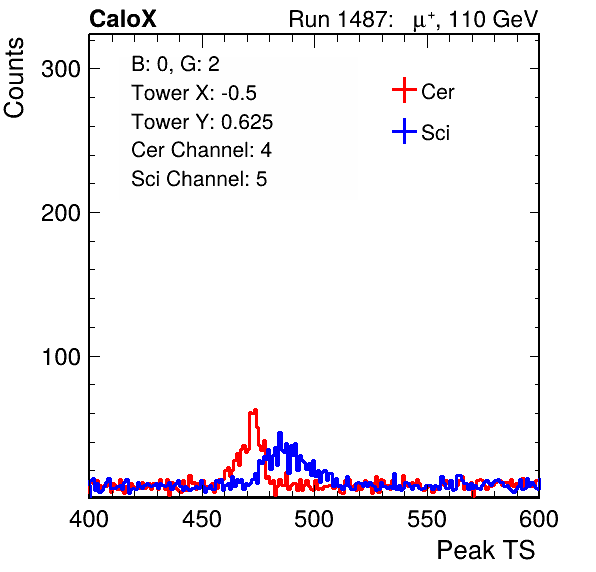 CaloX Run 1487: μ⁺, 110 GeV
Counts
B: 0, G: 2
Tower X: -0.5
Tower Y: 0.625
Cer Channel: 4
Sci Channel: 5
Cer
Sci
300
200
100
400 450 500 550 600
Peak TS